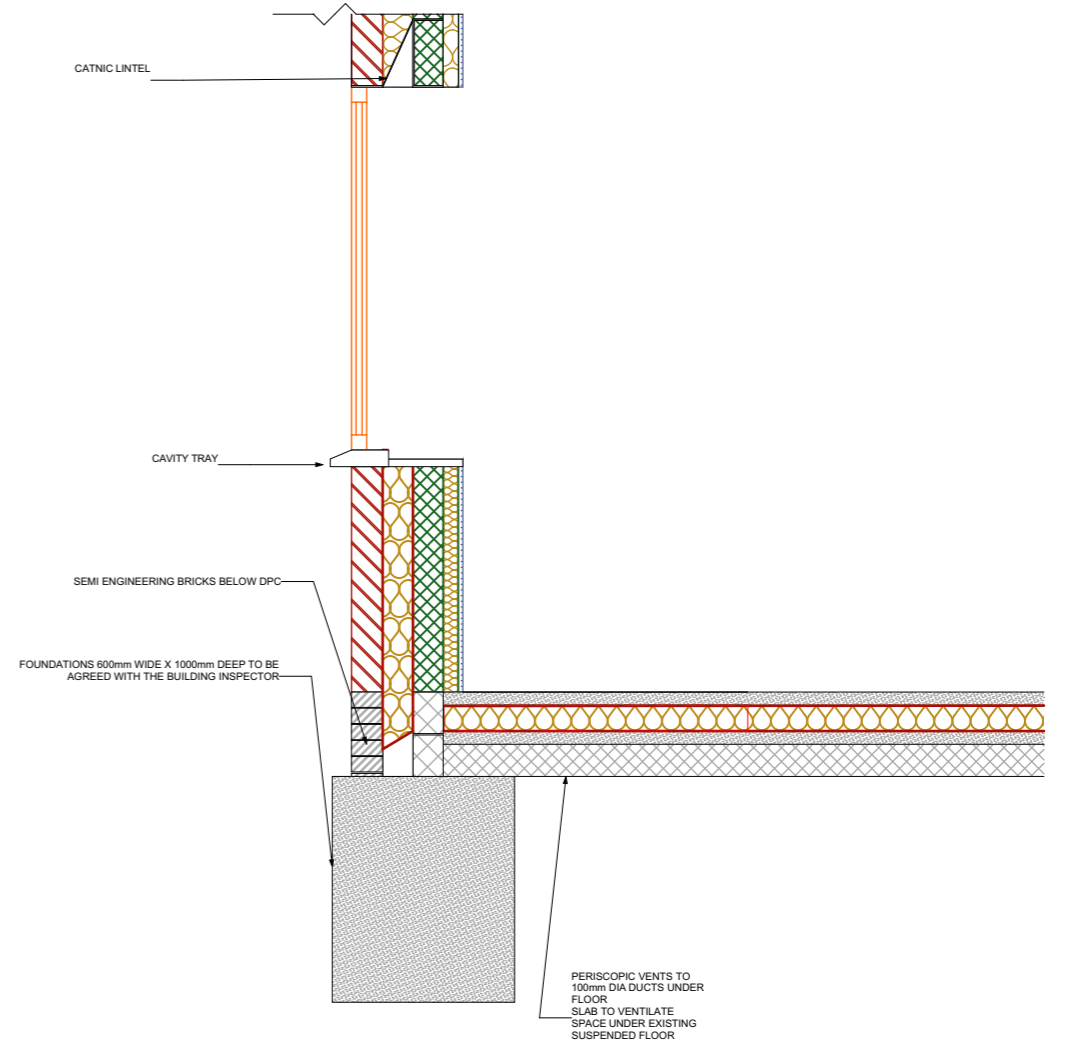 CATNIC LINTEL
CAVITY TRAY
SEMI ENGINEERING BRICKS BELOW DPC
FOUNDATIONS 600mm WIDE X 1000mm DEEP TO BE
AGREED WITH THE BUILDING INSPECTOR
PERISCOPIC VENTS TO
100mm DIA DUCTS UNDER
FLOOR
SLAB TO VENTILATE
SPACE UNDER EXISTING
SUSPENDED FLOOR